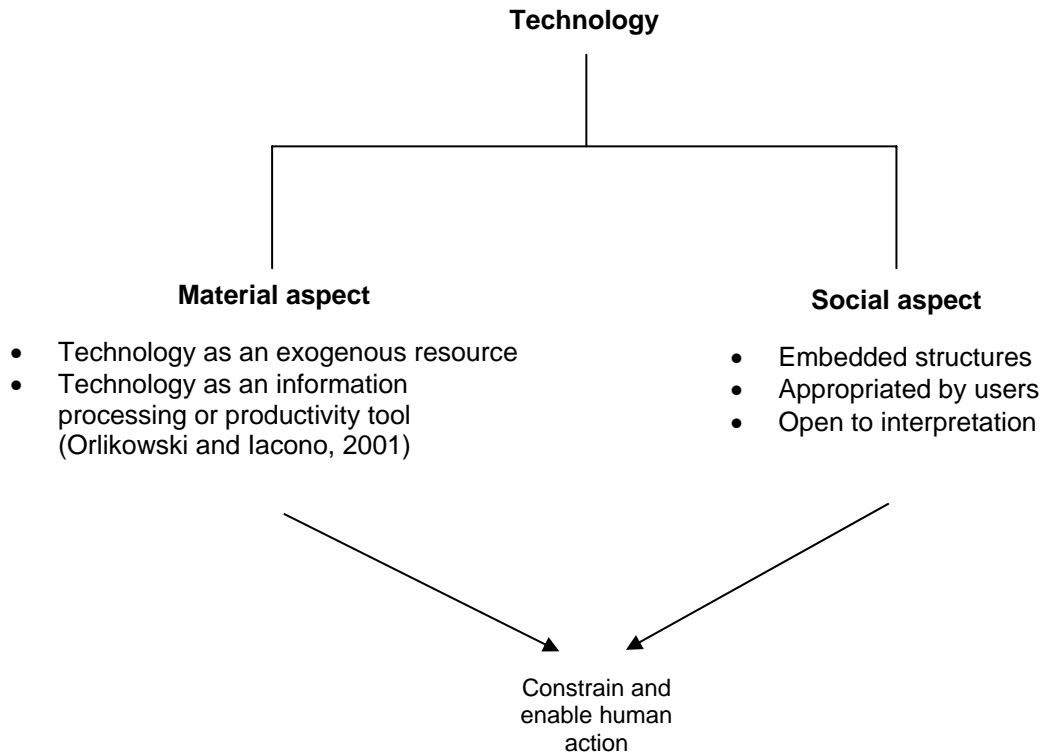 Technology
Material aspect
• Technology as an exogenous resource
• Technology as an information
processing or productivity tool
(Orlikowski and Iacono, 2001)
Social aspect
• Embedded structures
• Appropriated by users
• Open to interpretation
Constrain and
enable human
action